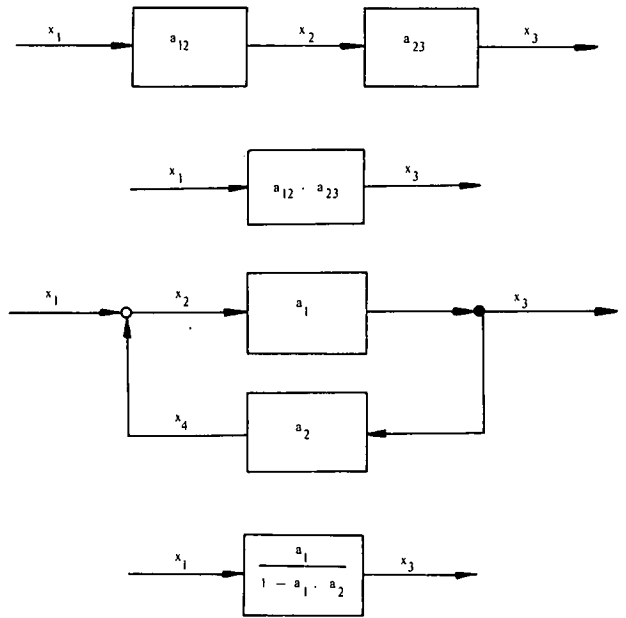 x1 a12 x2 a23 x3
x1 a12 . a23 x3
x1 x2 a1 x3
x4 a2
x1 a1 x3
1 − a1 . a2